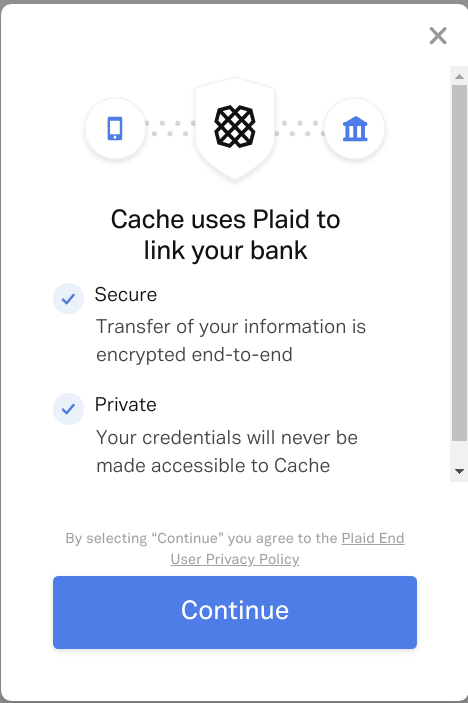 Cache uses Plaid to
link your bank
Secure
Transfer of your information is
encrypted end-to-end
Private
Your credentials will never be
made accessible to Cache
By selecting “Continue” you agree to the Plaid End
User Privacy Policy
Continue